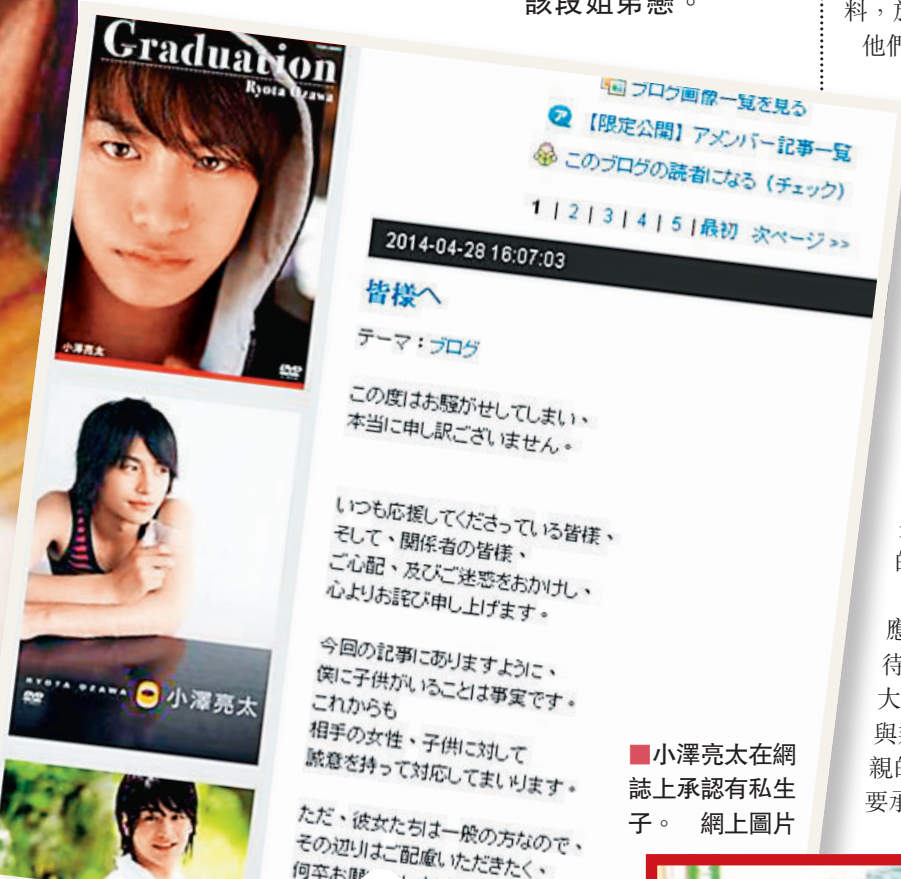 該段姐弟戀。
料，
他們
Graduation
Ryota Ozawa
小澤亮太
DVD
ブログ画像一覧を見る
【限定公開】アメンバー記事一覧
このブログの読者になる（チェック）
1 | 2 | 3 | 4 | 5 |最初 次ページ >>
2014-04-28 16:07:03
皆様へ
テーマ：ブログ
この度はお騒がせしてしまい、
本当に申し訳ございません。
いつも応援してくださっている皆様、
そして、関係者の皆様、
ご心配、及びご迷惑をおかけし、
心よりお詫び申し上げます。
今回の記事にありますように、
僕に子供がいることは事実です。
これからも
相手の女性、子供に対して
誠意を持って対応してまいります。
ただ、彼女たちは一般の方なので、
その辺りはご配慮いただきたく、
何卒お願
RYOTA OZAWA
小澤亮太
DVD
■小澤亮太在網
誌上承認有私生
子。 網上圖片
的
待
大
親的
要承